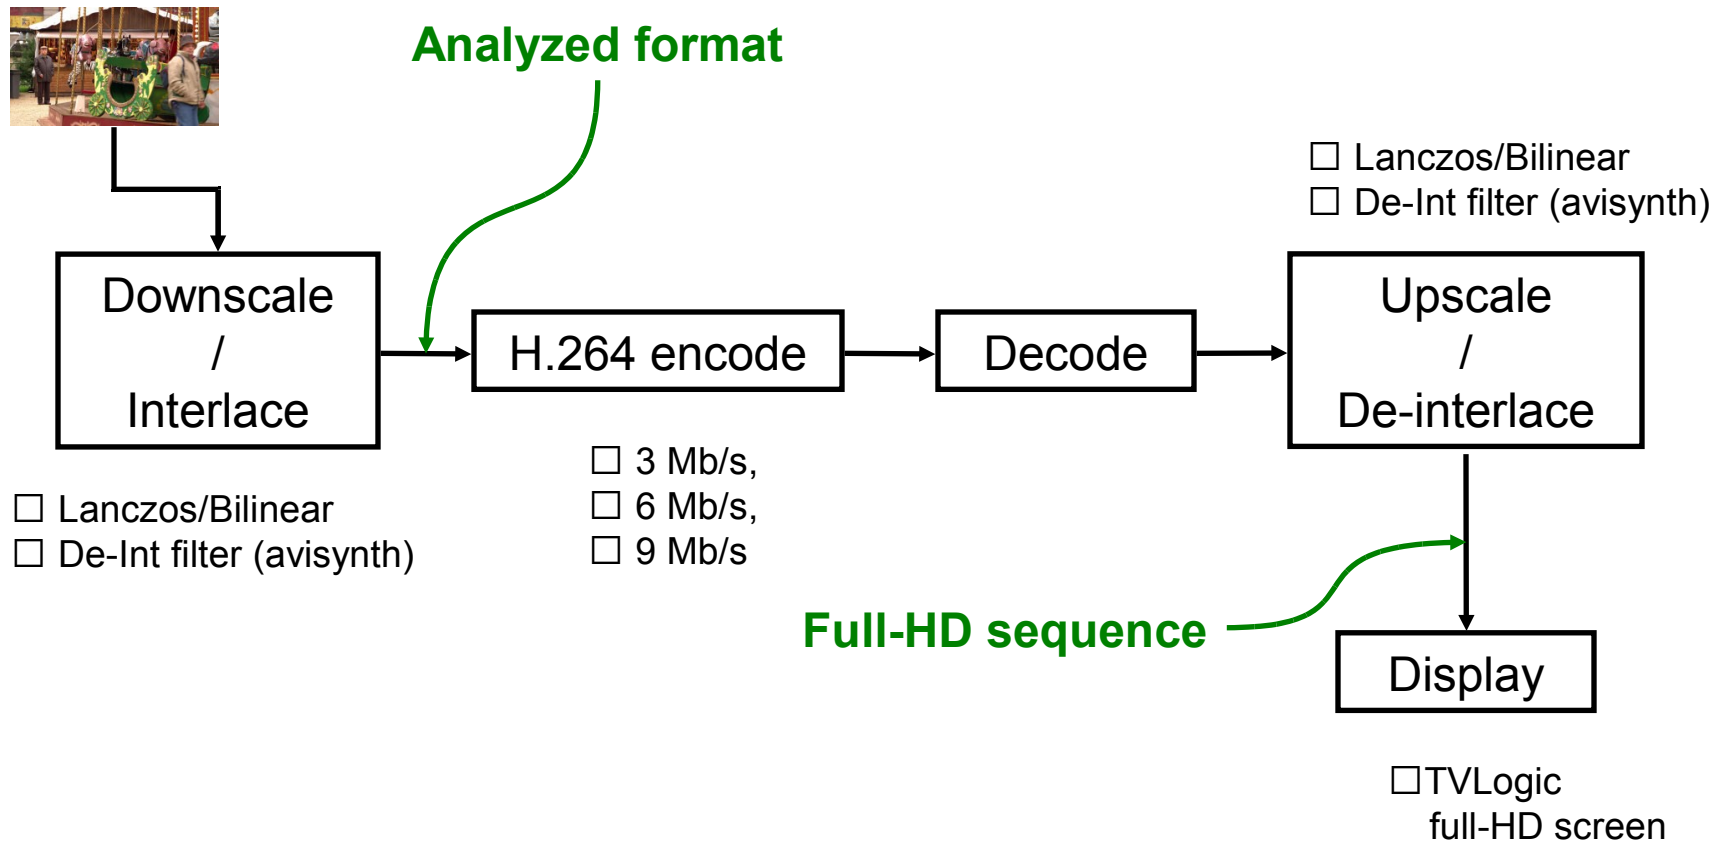 Analyzed format
☐ Lanczos/Bilinear
☐ De-Int filter (avisynth)
Downscale
/
Interlace
H.264 encode
Decode
Upscale
/
De-interlace
☐ Lanczos/Bilinear
☐ De-Int filter (avisynth)
☐ 3 Mb/s,
☐ 6 Mb/s,
☐ 9 Mb/s
Full-HD sequence
Display
☐TVLogic
full-HD screen